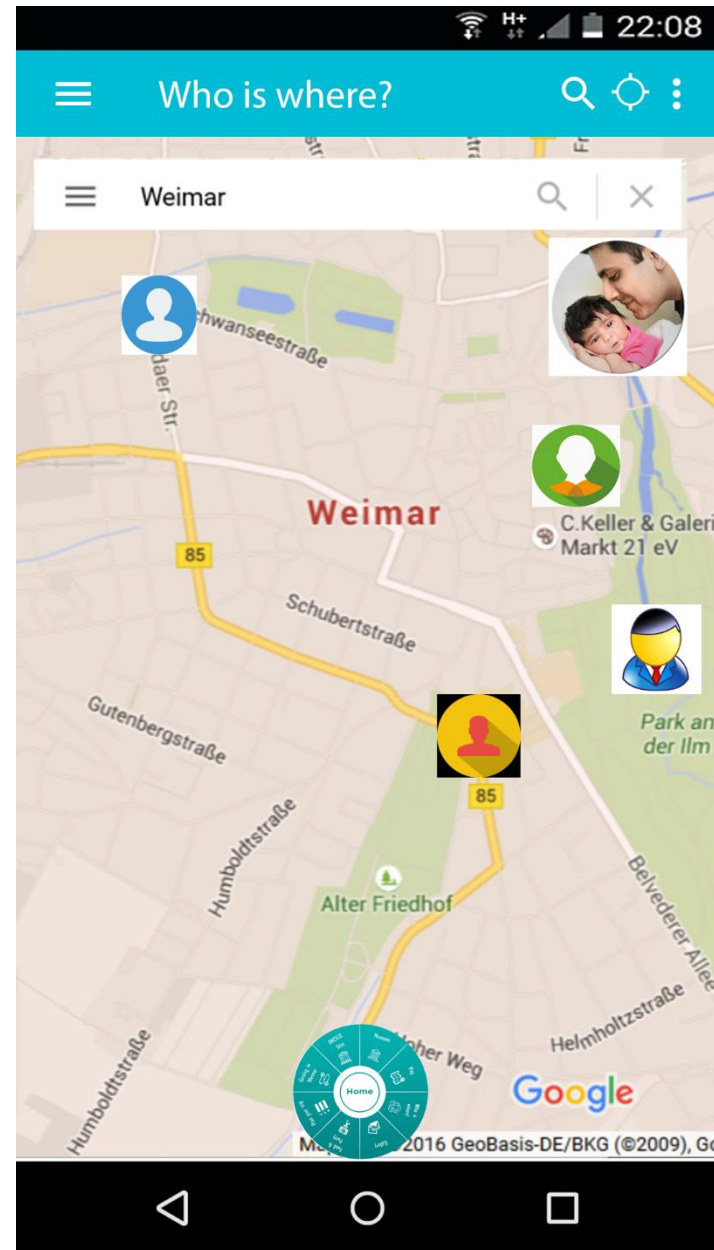 H+ 22:08
Who is where?
Weimar
hwanseestraße
daer Str.
Weimar
C.Keller & Galeri
Markt 21 eV
85
Schubertstraße
Gutenbergstraße
Park an
der Ilm
85
Humboldtstraße
Alter Friedhof
Belvederer Allee
Helmholtzstraße
Humboldtstraße
oher Weg
Home
Google
2016 GeoBasis-DE/BKG (©2009), Go